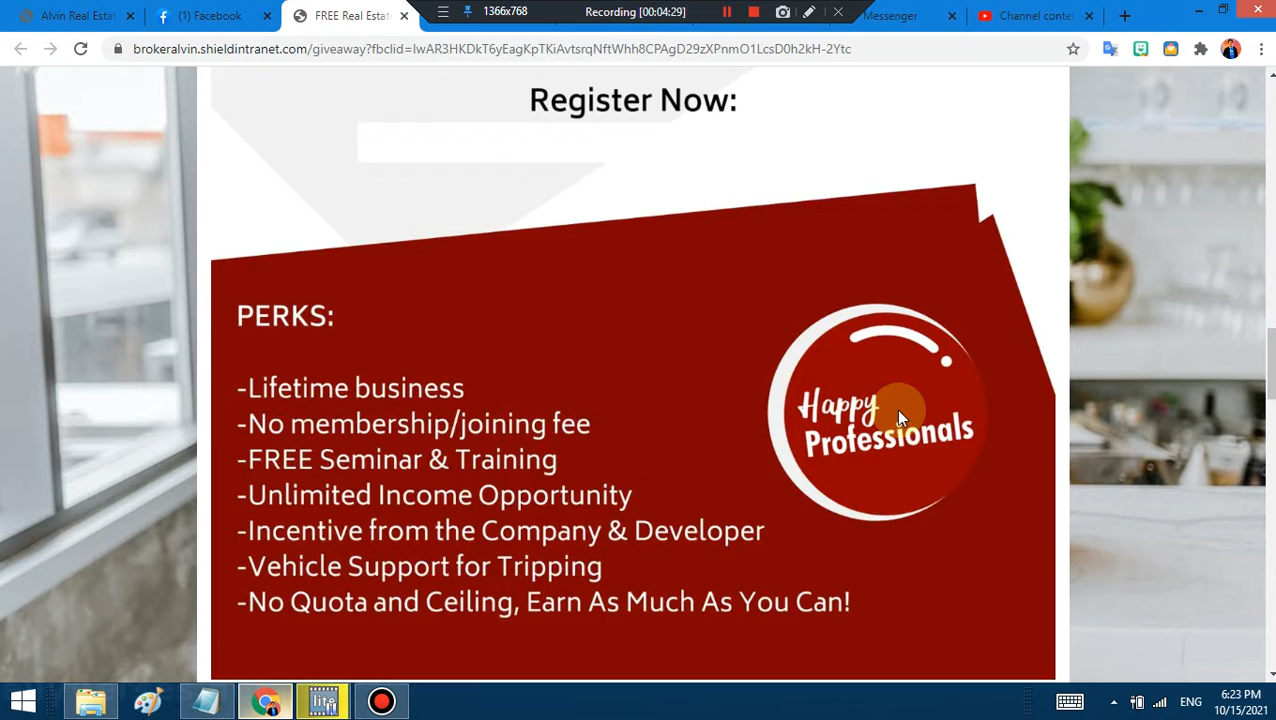 Alvin Real Estat
(1) Facebook
FREE Real Estat
1366x768
Recording [00:04:29]
Messenger
Channel conte
brokeralvin.shieldintranet.com/giveaway?fbclid=IwAR3HKDkT6yEagKpTKiAvtsrqNftWhh8CPAgD29zXPnmO1LcsD0h2kH-2Ytc
Register Now:
PERKS:
-Lifetime business
-No membership/joining fee
-FREE Seminar & Training
-Unlimited Income Opportunity
-Incentive from the Company & Developer
-Vehicle Support for Tripping
-No Quota and Ceiling, Earn As Much As You Can!
Happy
Professionals
lite
ENG
6:23 PM
10/15/2021